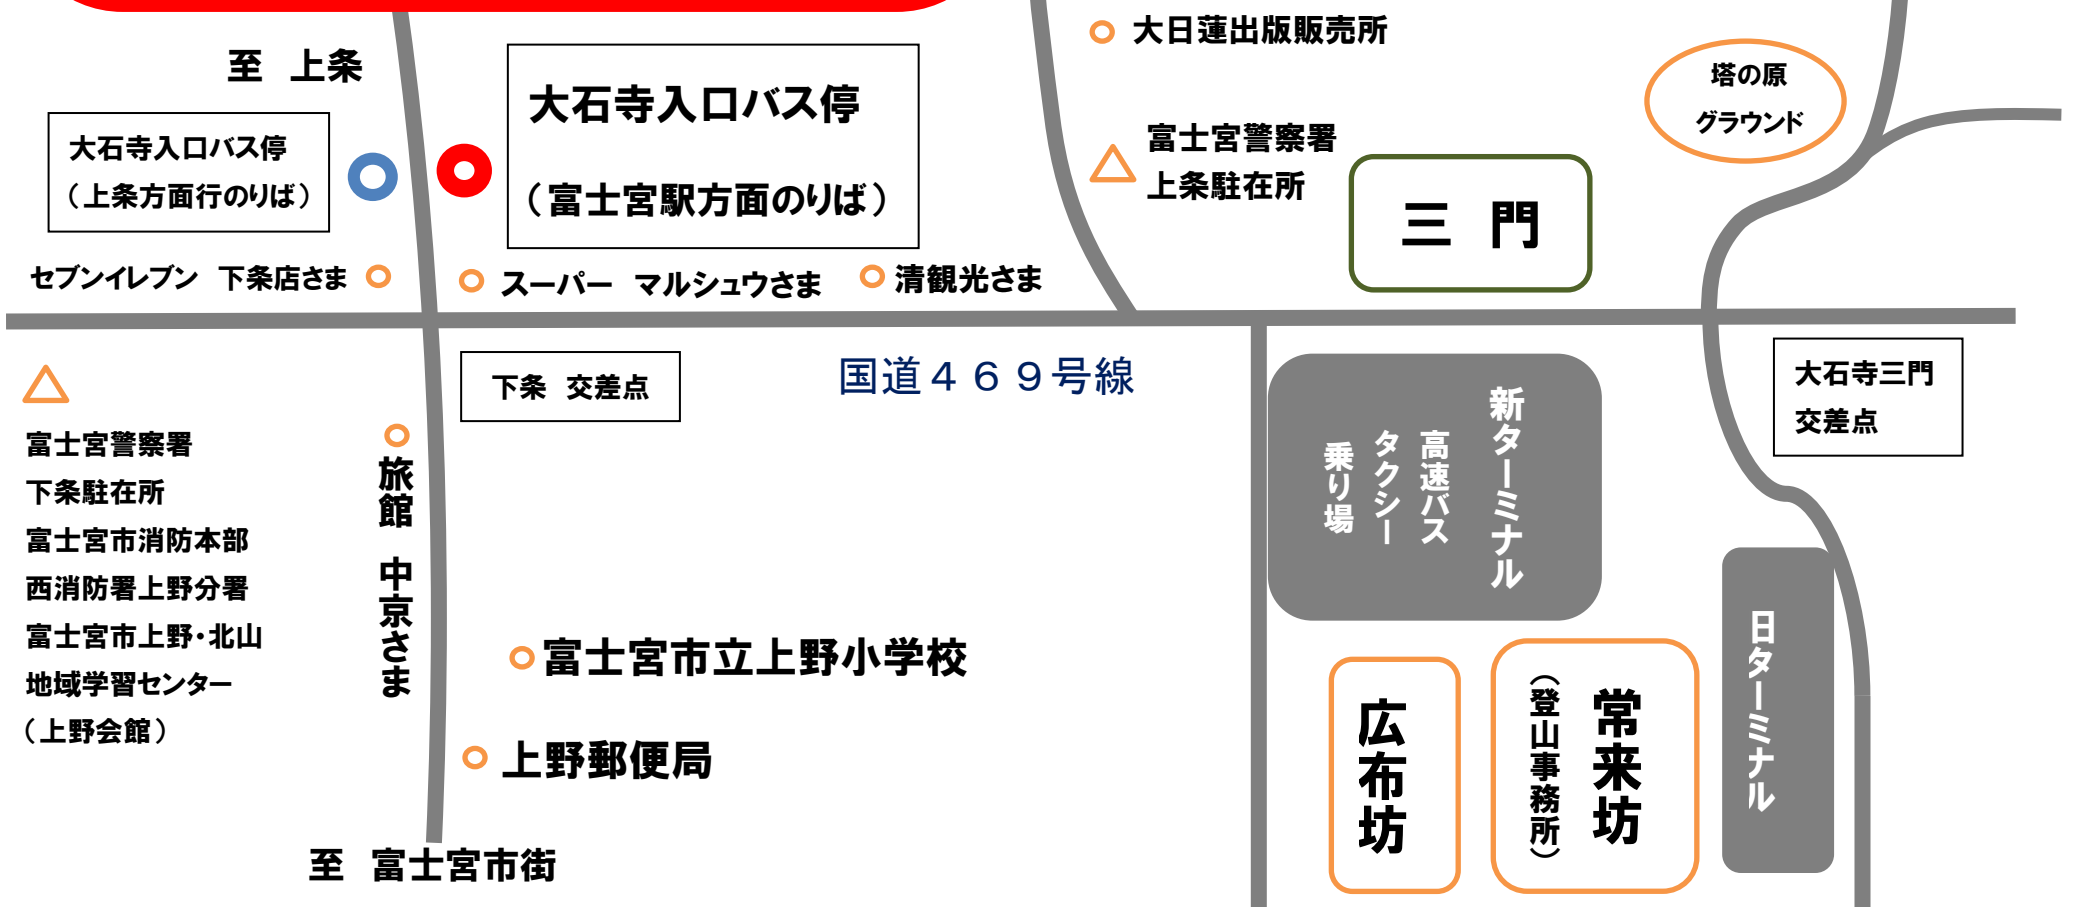 大日蓮出版販売所
至　上条
塔の原
グラウンド
大石寺入口バス停
（富士宮駅方面のりば）
大石寺入口バス停
（上条方面行のりば）
富士宮警察署
上条駐在所
三　門
セブンイレブン　下条店さま
スーパー　マルシュウさま
清観光さま
国道４６９号線
下条　交差点
大石寺三門
交差点
新ターミナル
高速バス
タクシー
乗り場
富士宮警察署
下条駐在所
富士宮市消防本部
西消防署上野分署
富士宮市上野・北山
地域学習センター
（上野会館）
旅館　中京さま
富士宮市立上野小学校
上野郵便局
広布坊
常来坊
（登山事務所）
日ターミナル
至　富士宮市街